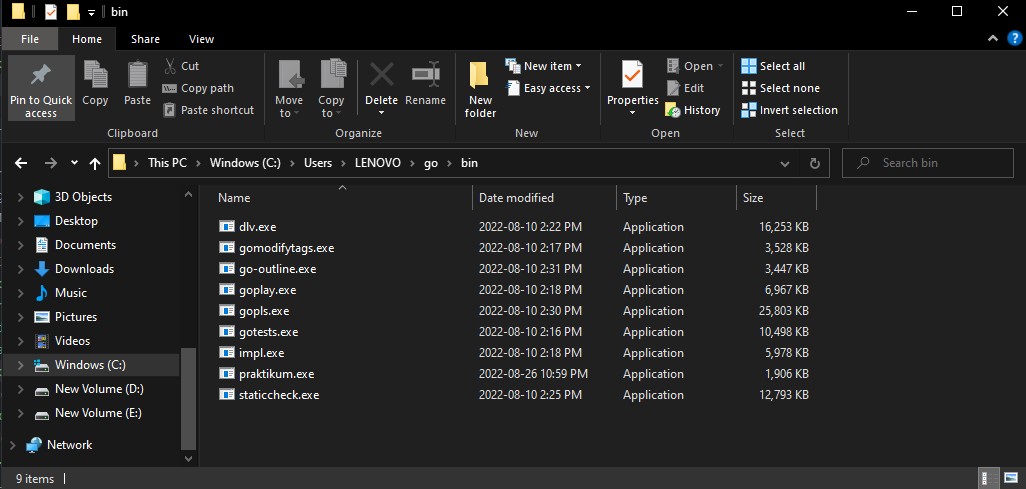 bin
File Home Share View
Pin to Quick access
Copy
Paste
Cut
Copy path
Paste shortcut
Clipboard
Move to
Copy to
Delete
Rename
Organize
New folder
New item
Easy access
New
Properties
Open
Edit
History
Open
Select all
Select none
Invert selection
Select
This PC > Windows (C:) > Users > LENOVO > go > bin
Search bin
3D Objects
Desktop
Documents
Downloads
Music
Pictures
Videos
Windows (C:)
New Volume (D:)
New Volume (E:)
Network
Name Date modified Type Size
dlv.exe 2022-08-10 2:22 PM Application 16,253 KB
gomodifytags.exe 2022-08-10 2:17 PM Application 3,528 KB
go-outline.exe 2022-08-10 2:31 PM Application 3,447 KB
goplay.exe 2022-08-10 2:18 PM Application 6,967 KB
gopls.exe 2022-08-10 2:30 PM Application 25,803 KB
gotests.exe 2022-08-10 2:16 PM Application 10,498 KB
impl.exe 2022-08-10 2:18 PM Application 5,978 KB
praktikum.exe 2022-08-26 10:59 PM Application 1,906 KB
staticcheck.exe 2022-08-10 2:25 PM Application 12,793 KB
9 items